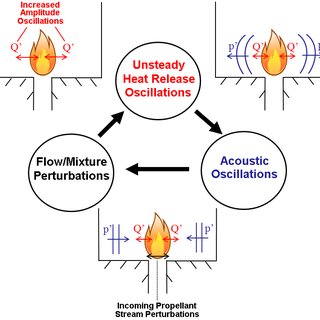 Increased
Amplitude
Oscillations
Q' Q'
Unsteady
Heat Release
Oscillations
p' Q' Q' p'
Flow/Mixture
Perturbations
Acoustic
Oscillations
p' Q' Q' p'
Incoming Propellant
Stream Perturbations